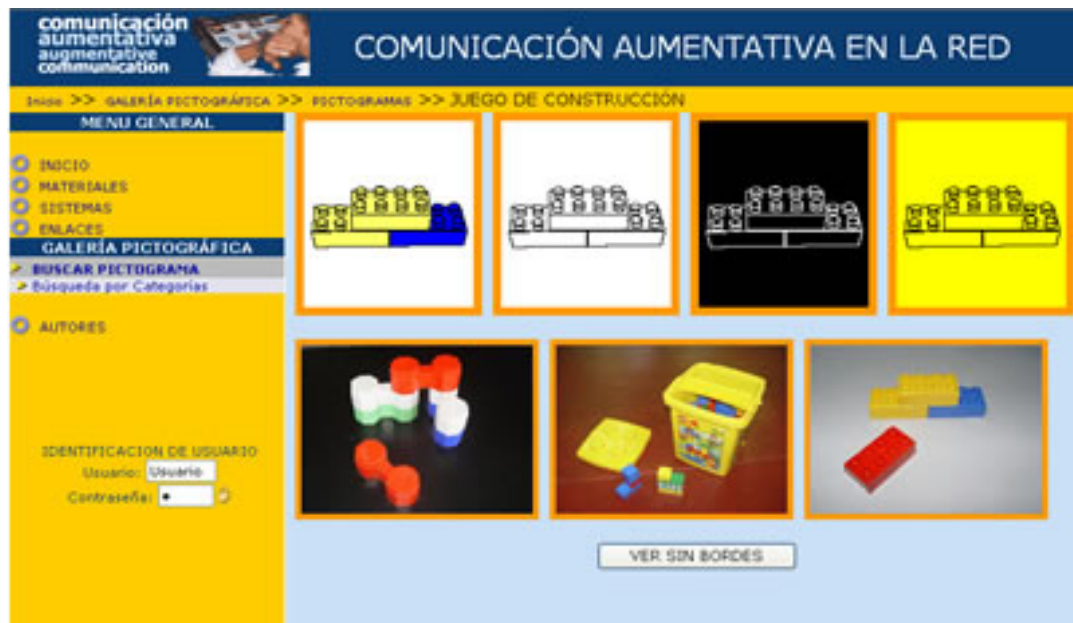 comunicación
aumentativa
augmentative
communication
COMUNICACIÓN AUMENTATIVA EN LA RED
Inicio >> GALERÍA PICTOGRÁFICA >> PICTOGRAMAS >> JUEGO DE CONSTRUCCIÓN
MENU GENERAL
INICIO
MATERIALES
SISTEMAS
ENLACES
GALERÍA PICTOGRÁFICA
BUSCAR PICTOGRAMA
Búsqueda por Categorías
AUTORES
IDENTIFICACION DE USUARIO
Usuario: Usuario
Contraseña:
VER SIN BORDES